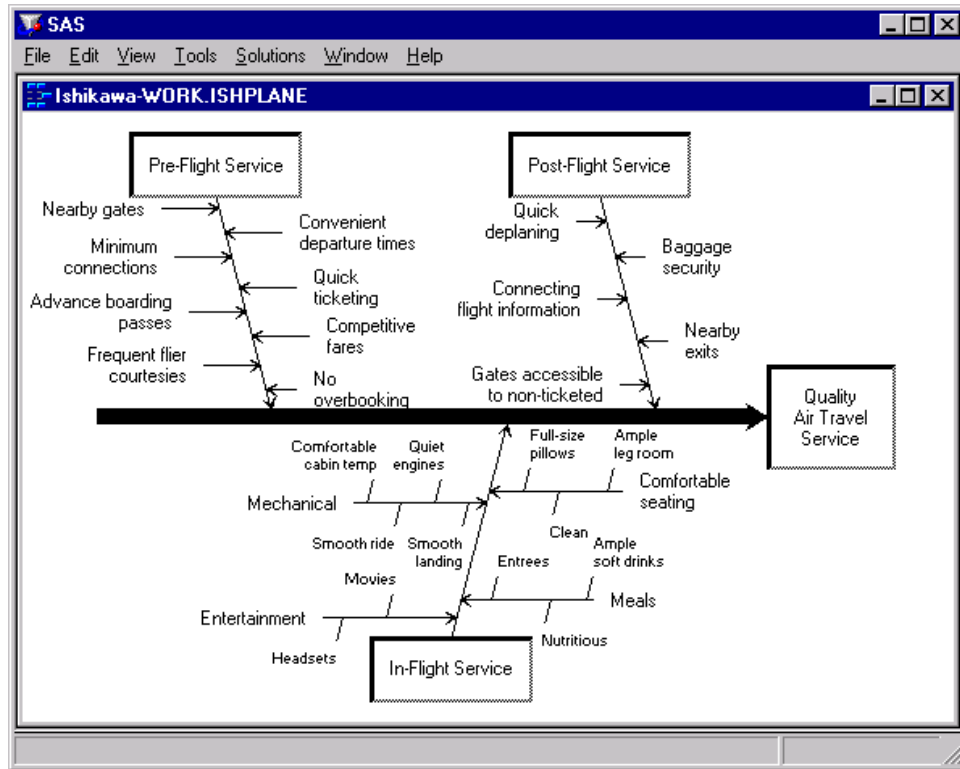 SAS
File Edit View Tools Solutions Window Help
Ishikawa-WORK.ISHPLANE
Pre-Flight Service
Post-Flight Service
Nearby gates
Convenient
departure times
Minimum
connections
Quick
ticketing
Advance boarding
passes
Competitive
fares
Frequent flier
courtesies
No
overbooking
Quick
deplaning
Baggage
security
Connecting
flight information
Nearby
exits
Gates accessible
to non-ticketed
Quality
Air Travel
Service
Comfortable
cabin temp
Quiet
engines
Mechanical
Smooth ride
Smooth
landing
Full-size
pillows
Ample
leg room
Comfortable
seating
Clean
Movies
Entertainment
Headsets
Entrees
Ample
soft drinks
Meals
Nutritious
In-Flight Service